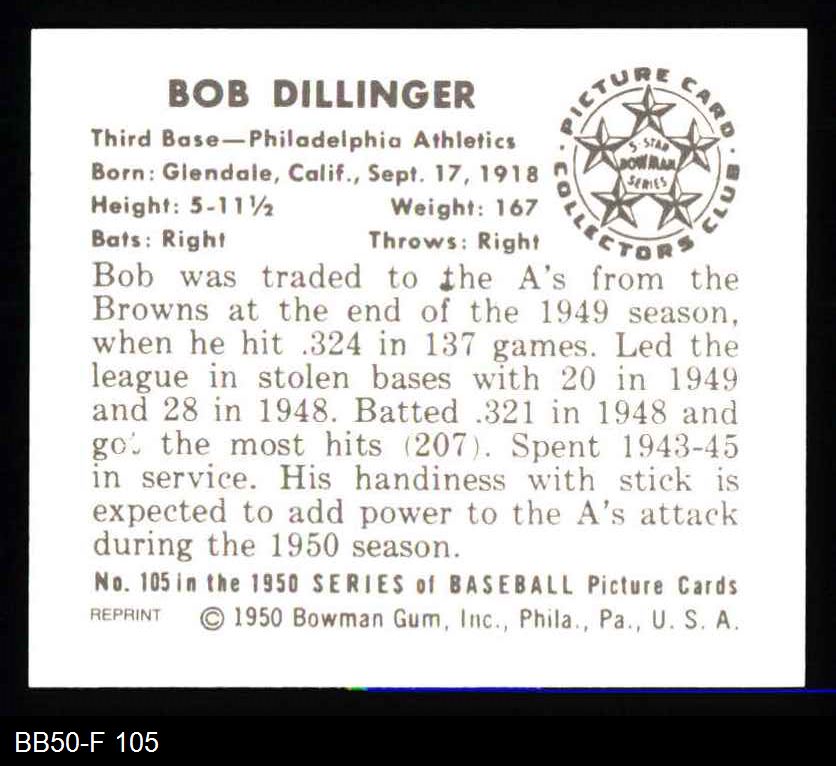 BOB DILLINGER
Third Base—Philadelphia Athletics
Born: Glendale, Calif., Sept. 17, 1918
Height: 5-11½ Weight: 167
Bats: Right Throws: Right
PICTURE CARD
COLLECTORS CLUB
5-STAR
BOWMAN
SERIES
Bob was traded to the A's from the
Browns at the end of the 1949 season,
when he hit .324 in 137 games. Led the
league in stolen bases with 20 in 1949
and 28 in 1948. Batted .321 in 1948 and
got the most hits (207). Spent 1943-45
in service. His handiness with stick is
expected to add power to the A's attack
during the 1950 season.
No. 105 in the 1950 SERIES of BASEBALL Picture Cards
REPRINT © 1950 Bowman Gum, Inc., Phila., Pa., U. S. A.
BB50-F 105